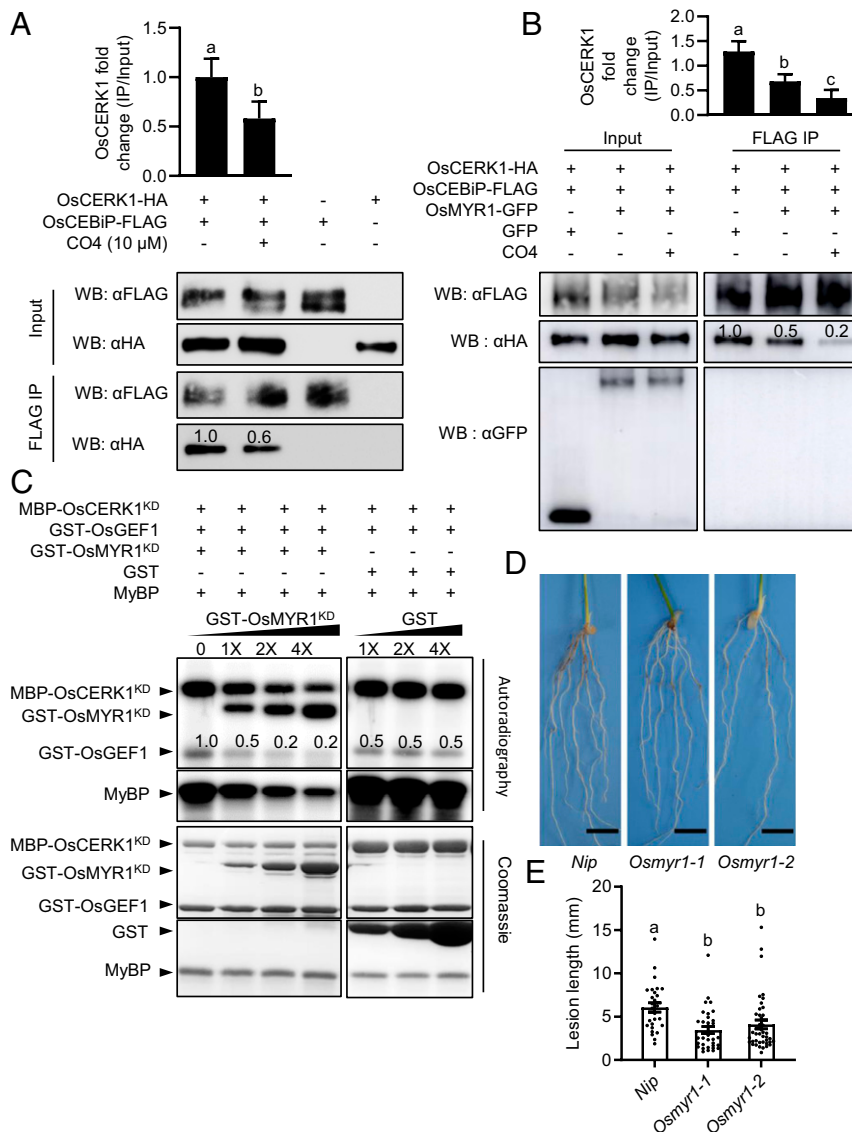 A
OsCERK1 fold
change (IP/Input)
1.5
1.0
0.5
0.0
a
b
OsCERK1-HA + + - +
OsCEBiP-FLAG + + + -
CO4 (10 µM) - + - -
Input
WB: αFLAG
WB: αHA
FLAG IP
WB: αFLAG
WB: αHA
1.0 0.6
B
OsCERK1
fold
change
(IP/Input)
2.0
1.5
1.0
0.5
0.0
a
b
c
Input FLAG IP
OsCERK1-HA + + + + + +
OsCEBiP-FLAG + + + + + +
OsMYR1-GFP - + + - + +
GFP + - - + - -
CO4 - - + - - +
WB: αFLAG
WB : αHA
1.0 0.5 0.2
WB : αGFP
C
MBP-OsCERK1KD + + + + + + +
GST-OsGEF1 + + + + + + +
GST-OsMYR1KD + + + + - - -
GST - - - - + + +
MyBP + + + + + + +
GST-OsMYR1KD GST
0 1X 2X 4X 1X 2X 4X
MBP-OsCERK1KD
GST-OsMYR1KD
1.0 0.5 0.2 0.2 0.5 0.5 0.5
GST-OsGEF1
MyBP
Autoradiography
MBP-OsCERK1KD
GST-OsMYR1KD
GST-OsGEF1
GST
MyBP
Coomassie
D
Nip Osmyr1-1 Osmyr1-2
E
Lesion length (mm)
20
15
10
5
0
a
b
b
Nip
Osmyr1-1
Osmyr1-2